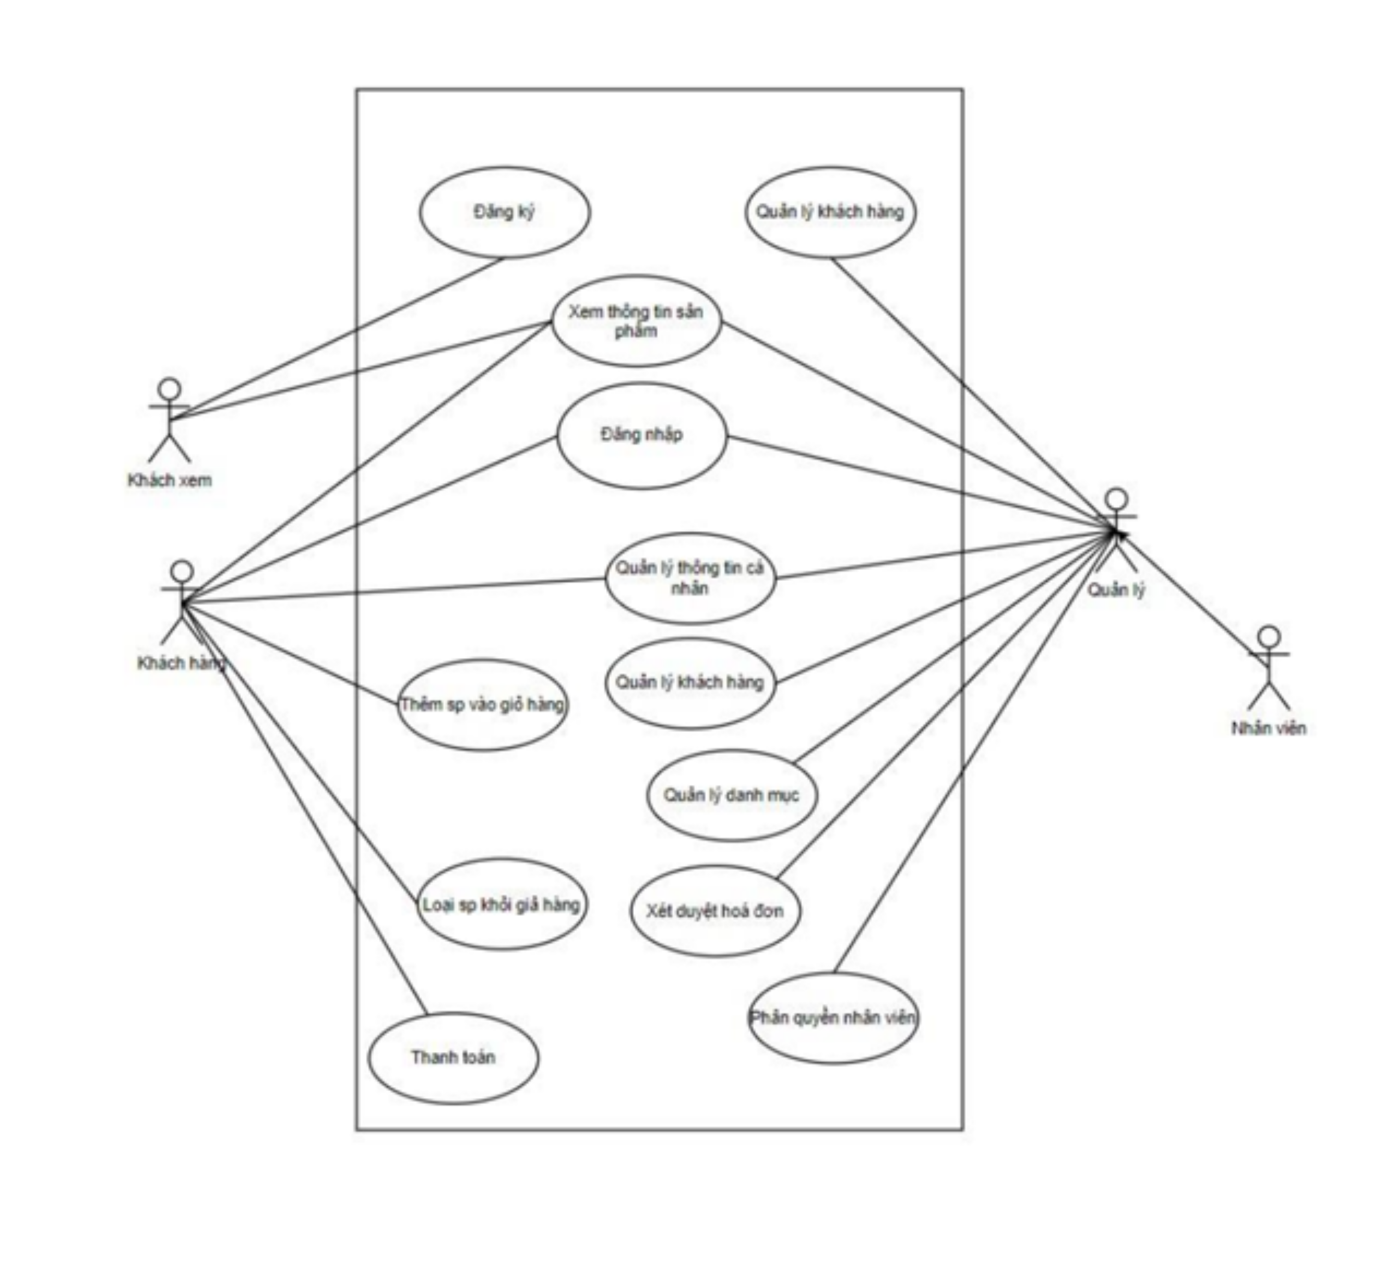 Đăng ký
Quản lý khách hàng
Xem thông tin sản
phẩm
Đăng nhập
Khách xem
Quản lý thông tin cá
nhân
Quản lý
Khách hàng
Quản lý khách hàng
Thêm sp vào giỏ hàng
Nhân viên
Quản lý danh mục
Loại sp khỏi giả hàng
Xét duyệt hoá đơn
Phân quyền nhân viên
Thanh toán